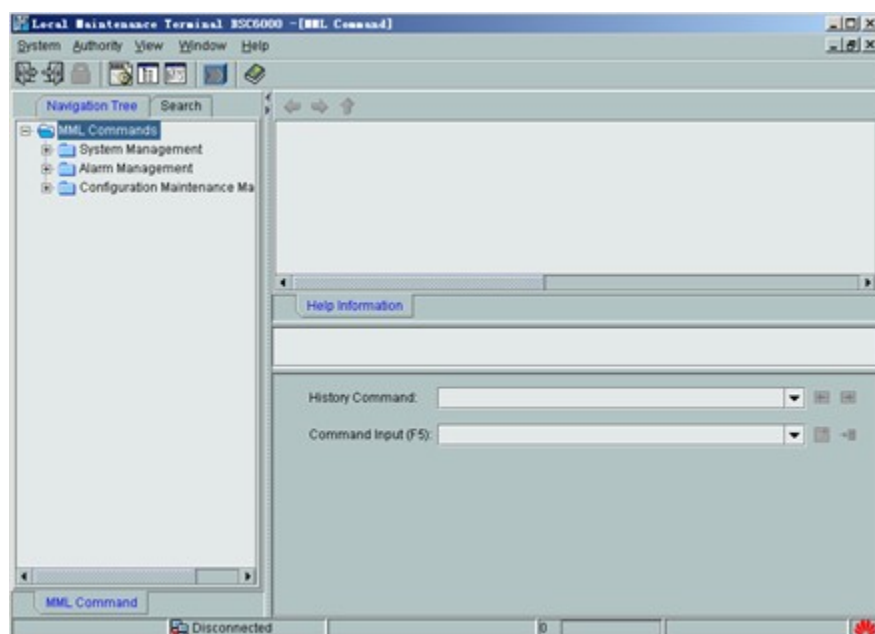 Local Maintenance Terminal BSC6000 -[MML Command]
System Authority View Window Help
Navigation Tree Search
MML Commands
System Management
Alarm Management
Configuration Maintenance Ma
Help Information
History Command:
Command Input (F5):
MML Command
Disconnected
0